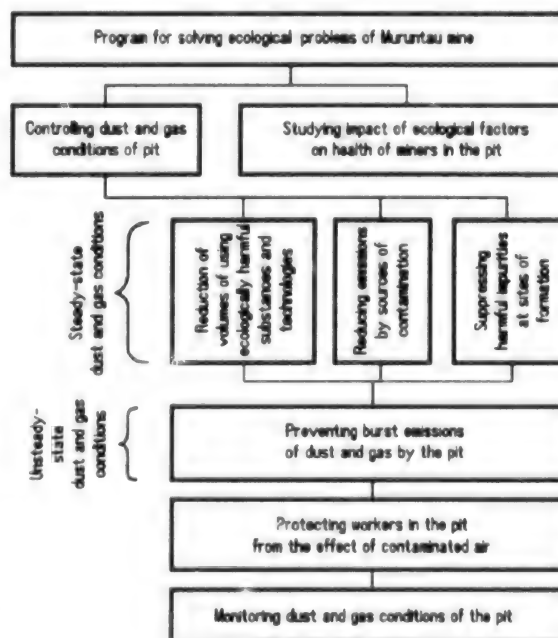 Program for solving ecological problems of Muruntau mine
Controlling dust and gas
conditions of pit
Studying impact of ecological factors
on health of miners in the pit
Steady-state
dust and gas conditions
Reduction of
volumes of using
ecologically harmful
substances and
technologies
Reducing emissions
by sources of
contamination
Suppressing
harmful impurities
at sites of
formation
Unsteady-
state
dust and gas
conditions
Preventing burst emissions
of dust and gas by the pit
Protecting workers in the pit
from the effect of contaminated air
Monitoring dust and gas conditions of the pit